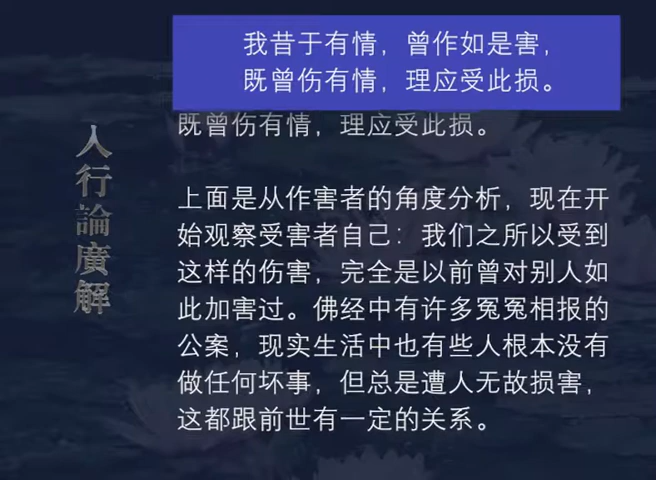 我昔于有情，曾作如是害，
既曾伤有情，理应受此损。
既曾伤有情，理应受此损。
上面是从作害者的角度分析，现在开
始观察受害者自己：我们之所以受到
这样的伤害，完全是以前曾对别人如
此加害过。佛经中有许多冤冤相报的
公案，现实生活中也有些人根本没有
做任何坏事，但总是遭人无故损害，
这都跟前世有一定的关系。
入行論廣解